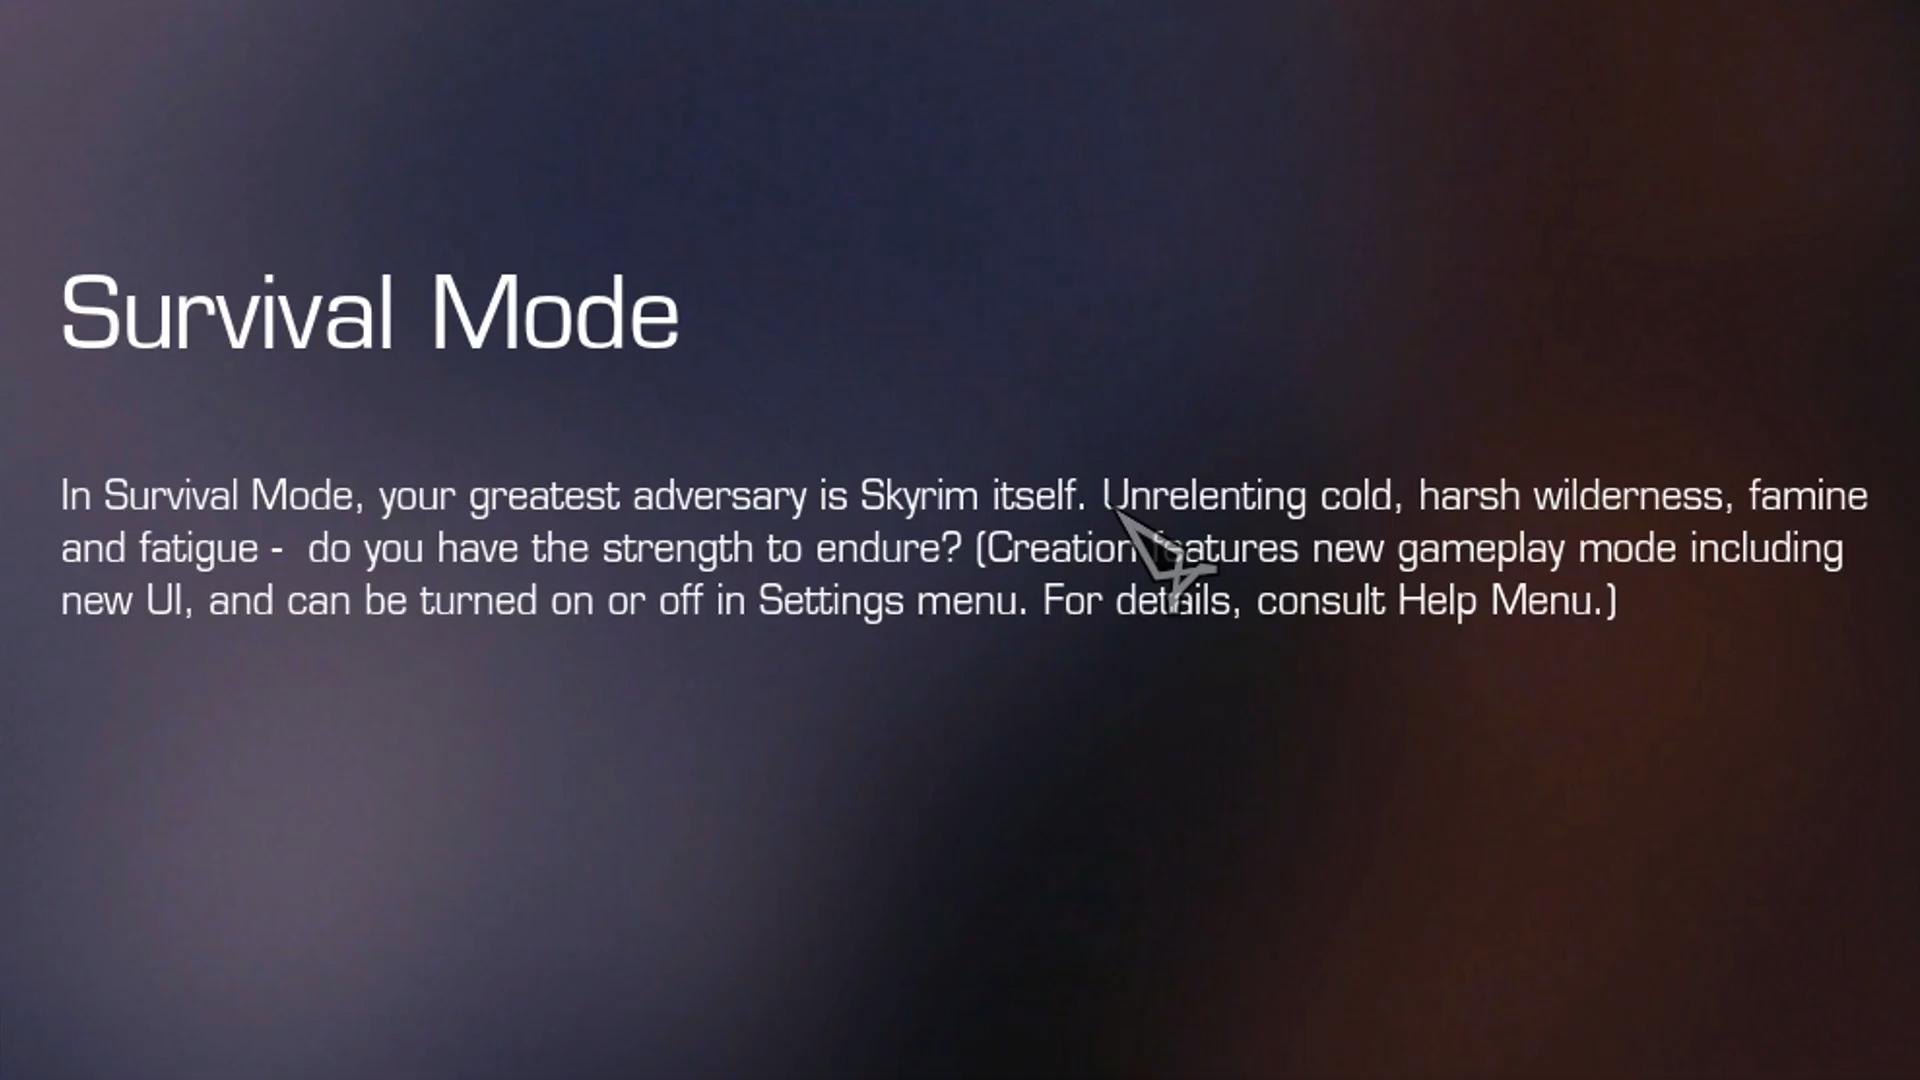 Survival Mode
In Survival Mode, your greatest adversary is Skyrim itself. Unrelenting cold, harsh wilderness, famine
and fatigue -  do you have the strength to endure? (Creation features new gameplay mode including
new UI, and can be turned on or off in Settings menu. For details, consult Help Menu.)